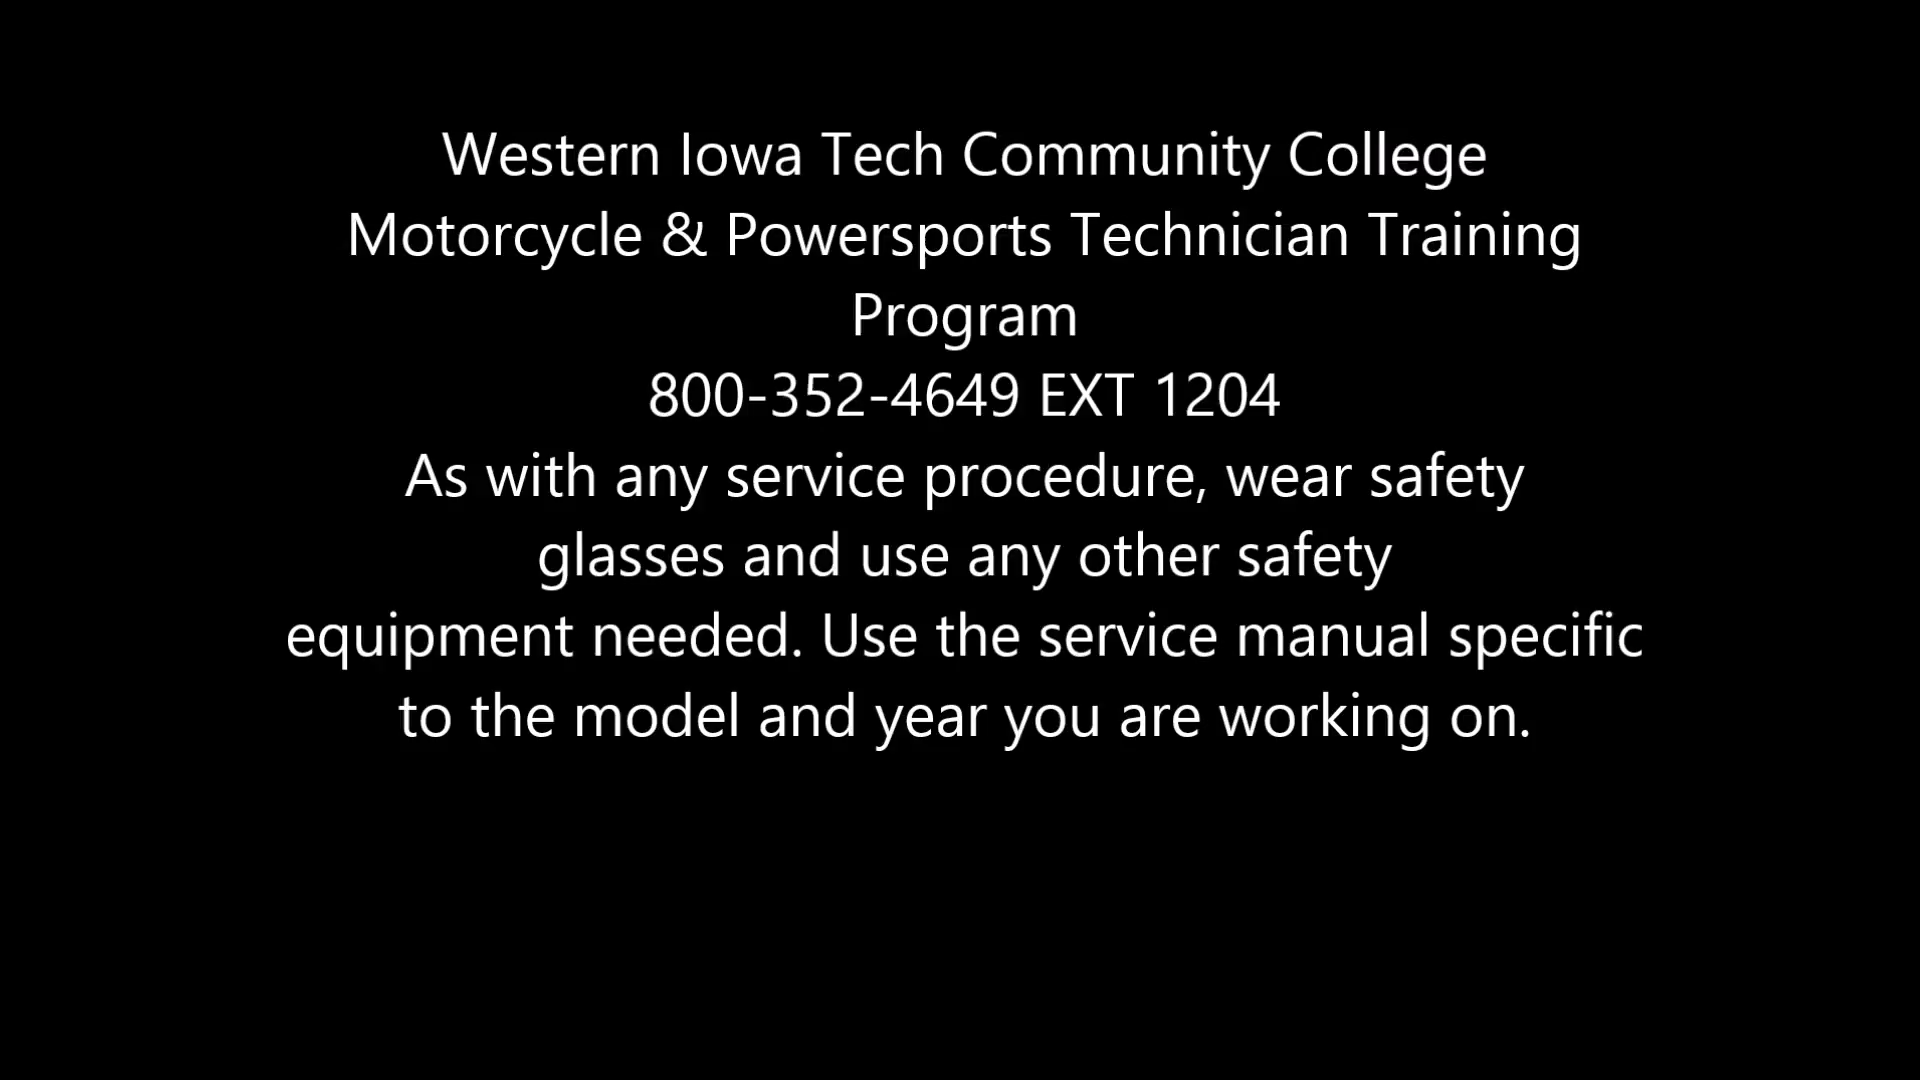 Western Iowa Tech Community College
Motorcycle & Powersports Technician Training
Program
800-352-4649 EXT 1204
As with any service procedure, wear safety
glasses and use any other safety
equipment needed. Use the service manual specific
to the model and year you are working on.